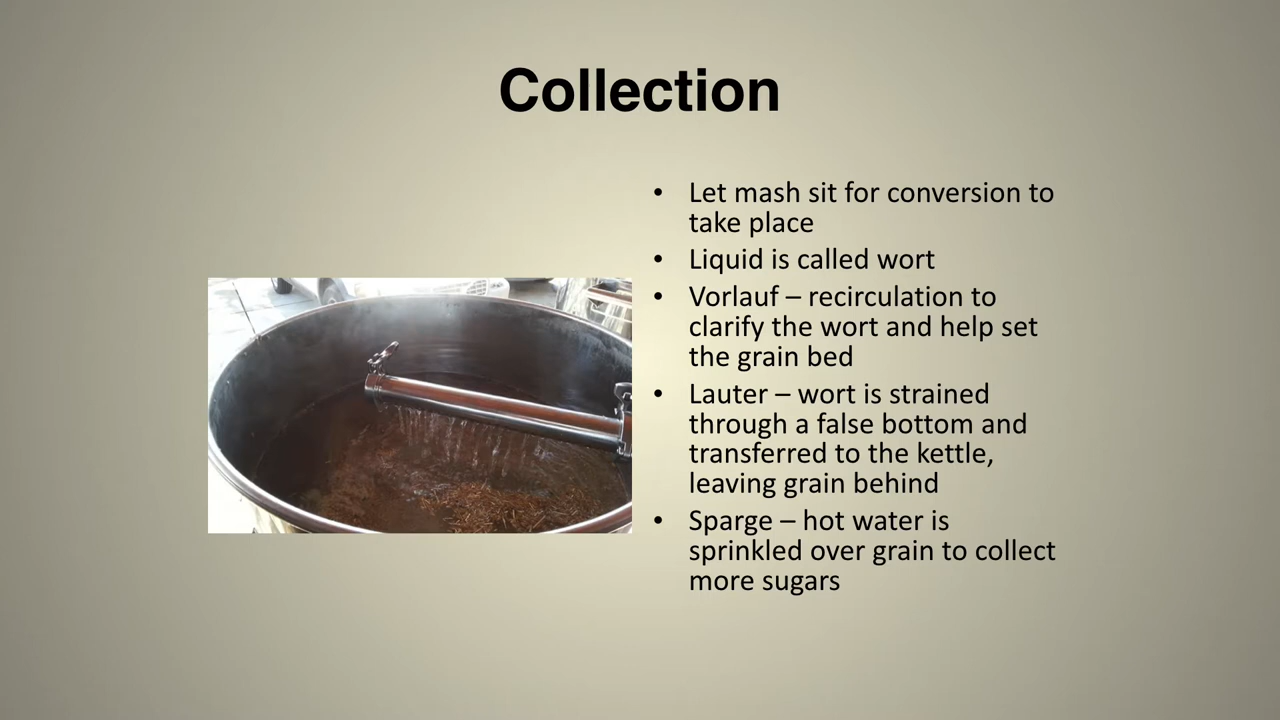 Collection
• Let mash sit for conversion to
take place
• Liquid is called wort
• Vorlauf – recirculation to
clarify the wort and help set
the grain bed
• Lauter – wort is strained
through a false bottom and
transferred to the kettle,
leaving grain behind
• Sparge – hot water is
sprinkled over grain to collect
more sugars